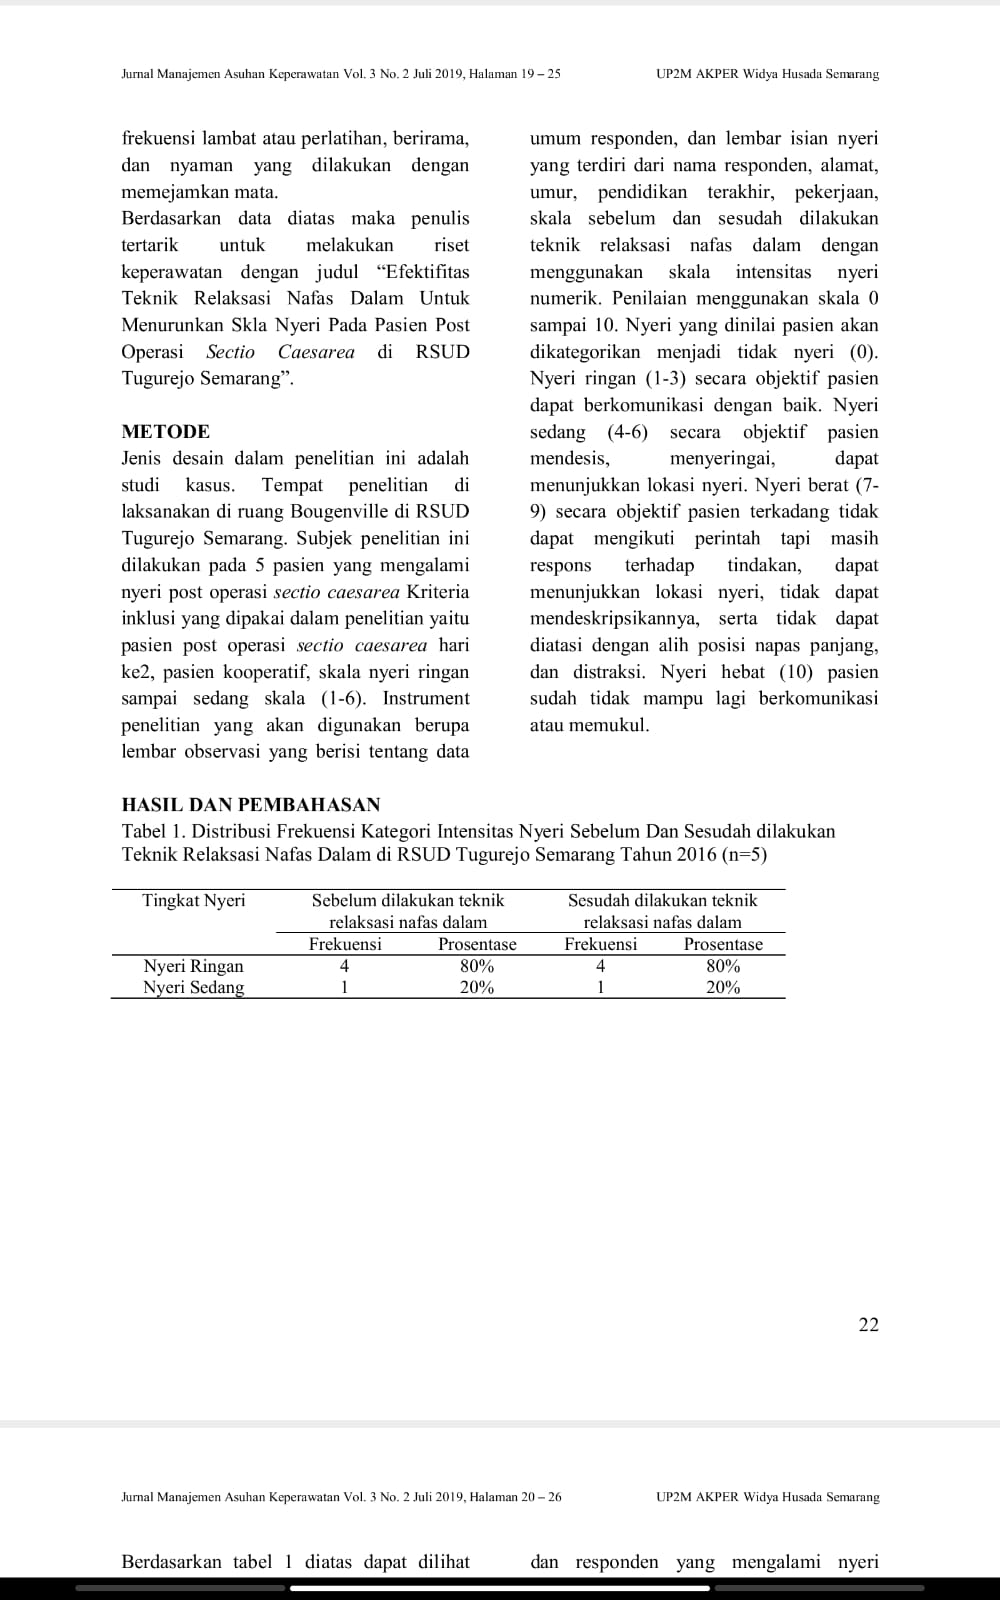 Jurnal Manajemen Asuhan Keperawatan Vol. 3 No. 2 Juli 2019, Halaman 19 – 25 UP2M AKPER Widya Husada Semarang
frekuensi lambat atau perlatihan, berirama,
dan nyaman yang dilakukan dengan
memejamkan mata.
Berdasarkan data diatas maka penulis
tertarik untuk melakukan riset
keperawatan dengan judul “Efektifitas
Teknik Relaksasi Nafas Dalam Untuk
Menurunkan Skla Nyeri Pada Pasien Post
Operasi Sectio Caesarea di RSUD
Tugurejo Semarang”.
METODE
Jenis desain dalam penelitian ini adalah
studi kasus. Tempat penelitian di
laksanakan di ruang Bougenville di RSUD
Tugurejo Semarang. Subjek penelitian ini
dilakukan pada 5 pasien yang mengalami
nyeri post operasi sectio caesarea Kriteria
inklusi yang dipakai dalam penelitian yaitu
pasien post operasi sectio caesarea hari
ke2, pasien kooperatif, skala nyeri ringan
sampai sedang skala (1-6). Instrument
penelitian yang akan digunakan berupa
lembar observasi yang berisi tentang data
umum responden, dan lembar isian nyeri
yang terdiri dari nama responden, alamat,
umur, pendidikan terakhir, pekerjaan,
skala sebelum dan sesudah dilakukan
teknik relaksasi nafas dalam dengan
menggunakan skala intensitas nyeri
numerik. Penilaian menggunakan skala 0
sampai 10. Nyeri yang dinilai pasien akan
dikategorikan menjadi tidak nyeri (0).
Nyeri ringan (1-3) secara objektif pasien
dapat berkomunikasi dengan baik. Nyeri
sedang (4-6) secara objektif pasien
mendesis, menyeringai, dapat
menunjukkan lokasi nyeri. Nyeri berat (7-
9) secara objektif pasien terkadang tidak
dapat mengikuti perintah tapi masih
respons terhadap tindakan, dapat
menunjukkan lokasi nyeri, tidak dapat
mendeskripsikannya, serta tidak dapat
diatasi dengan alih posisi napas panjang,
dan distraksi. Nyeri hebat (10) pasien
sudah tidak mampu lagi berkomunikasi
atau memukul.
HASIL DAN PEMBAHASAN
Tabel 1. Distribusi Frekuensi Kategori Intensitas Nyeri Sebelum Dan Sesudah dilakukan
Teknik Relaksasi Nafas Dalam di RSUD Tugurejo Semarang Tahun 2016 (n=5)
Tingkat Nyeri Sebelum dilakukan teknik Sesudah dilakukan teknik
relaksasi nafas dalam relaksasi nafas dalam
Frekuensi Prosentase Frekuensi Prosentase
Nyeri Ringan 4 80% 4 80%
Nyeri Sedang 1 20% 1 20%
22
Jurnal Manajemen Asuhan Keperawatan Vol. 3 No. 2 Juli 2019, Halaman 20 – 26 UP2M AKPER Widya Husada Semarang
Berdasarkan tabel 1 diatas dapat dilihat
dan responden yang mengalami nyeri